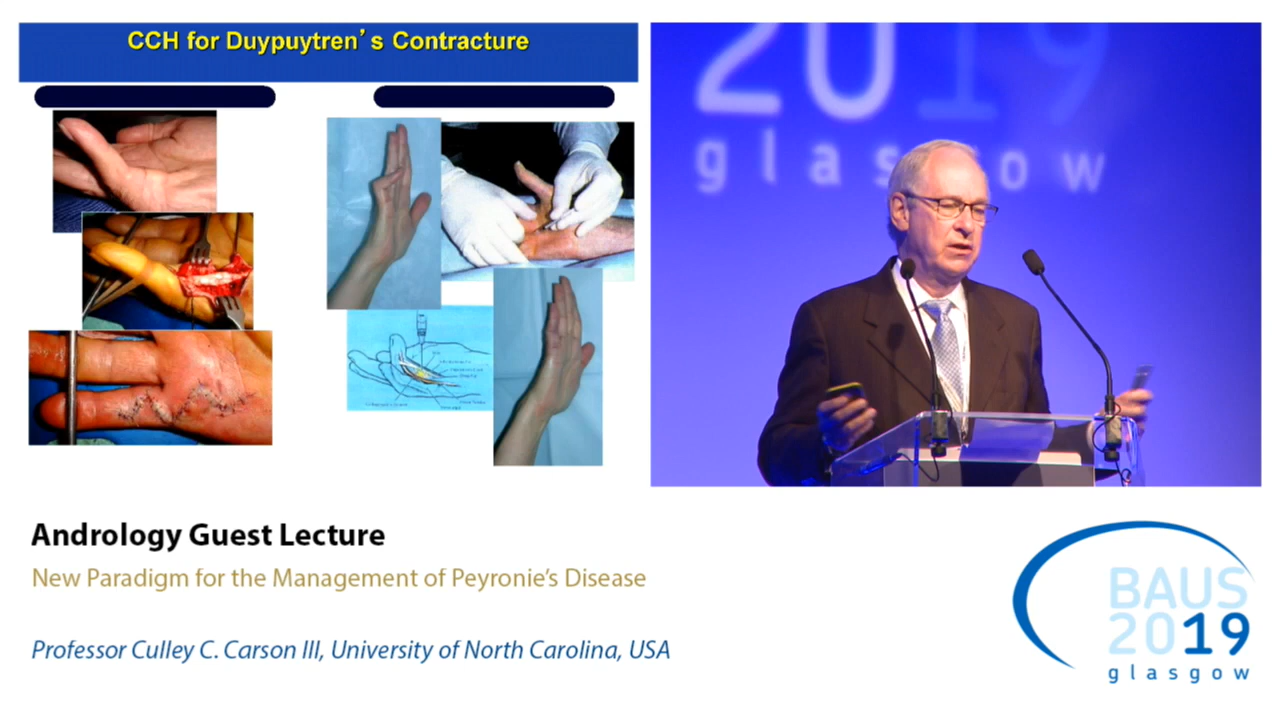 CCH for Duypuytren's Contracture
2019
glasgow
Andrology Guest Lecture
New Paradigm for the Management of Peyronie's Disease
Professor Culley C. Carson III, University of North Carolina, USA
BAUS
2019
glasgow